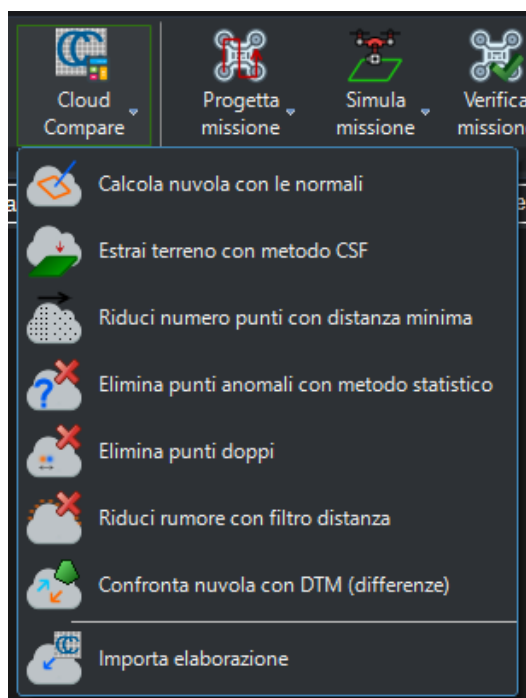 Cloud
Compare
Progetta
missione
Simula
missione
Verifica
mission
Calcola nuvola con le normali
Estrai terreno con metodo CSF
Riduci numero punti con distanza minima
Elimina punti anomali con metodo statistico
Elimina punti doppi
Riduci rumore con filtro distanza
Confronta nuvola con DTM (differenze)
Importa elaborazione